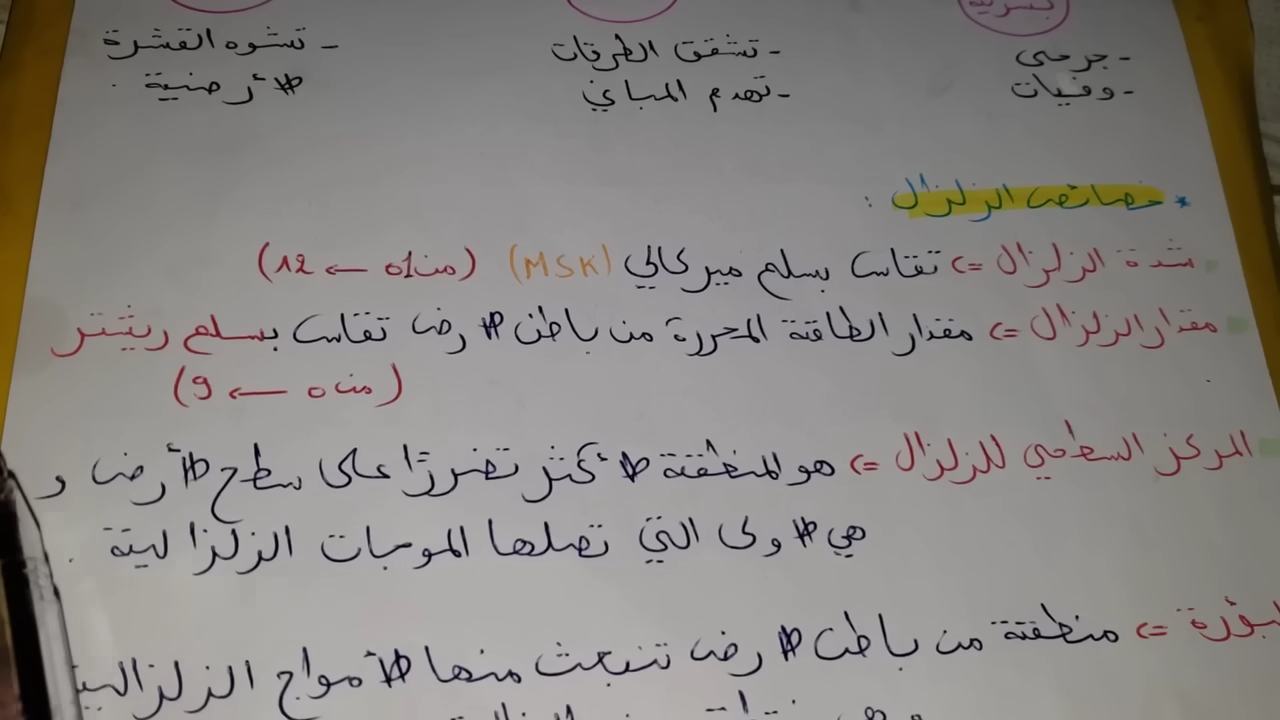 بشرية
- جرحى - تشقق الطرقات - تشوه القشرة
- وفيات - تهدم المباني الأرضية .
* خصائص الزلزال :
شدة الزلزال => تقاس بسلم ميركالي (MSK) (من 01 ← 12)
مقدار الزلزال => مقدار الطاقة المحررة من باطن الأرض تقاس بسلم ريشتر
(من 0 ← 9)
المركز السطحي للزلزال => هو المنطقة الأكثر تضررًا على سطح الأرض و
هي الأولى التي تصلها الموجات الزلزالية .
البؤرة => منطقة من باطن الأرض تنبعث منها الأمواج الزلزالية